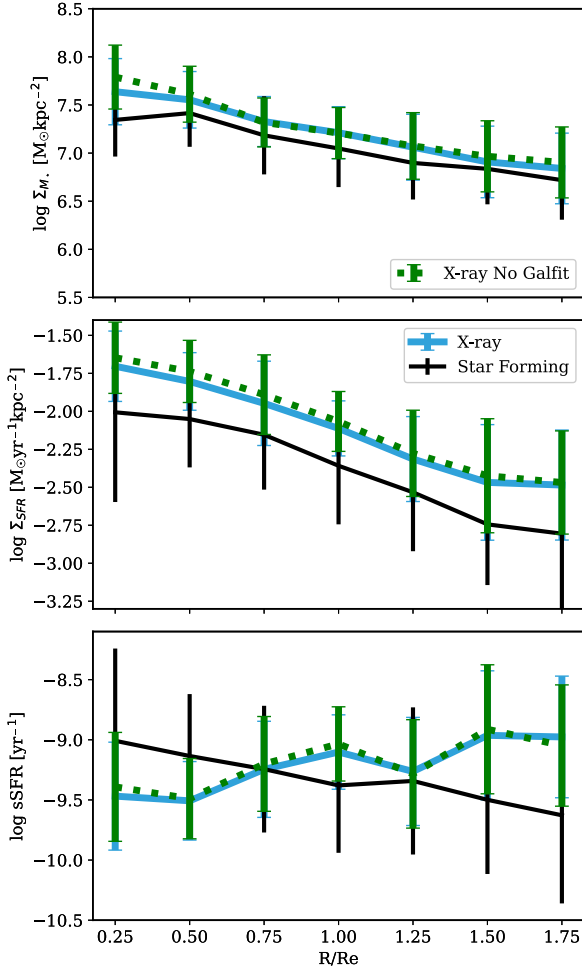 8.5
8.0
7.5
7.0
6.5
6.0
5.5
log Σ_{M⋆} [M⊙kpc⁻²]
X-ray No Galfit
−1.50
−1.75
−2.00
−2.25
−2.50
−2.75
−3.00
−3.25
log Σ_{SFR} [M⊙yr⁻¹kpc⁻²]
X-ray
Star Forming
−8.5
−9.0
−9.5
−10.0
−10.5
log sSFR [yr⁻¹]
0.25 0.50 0.75 1.00 1.25 1.50 1.75
R/Re